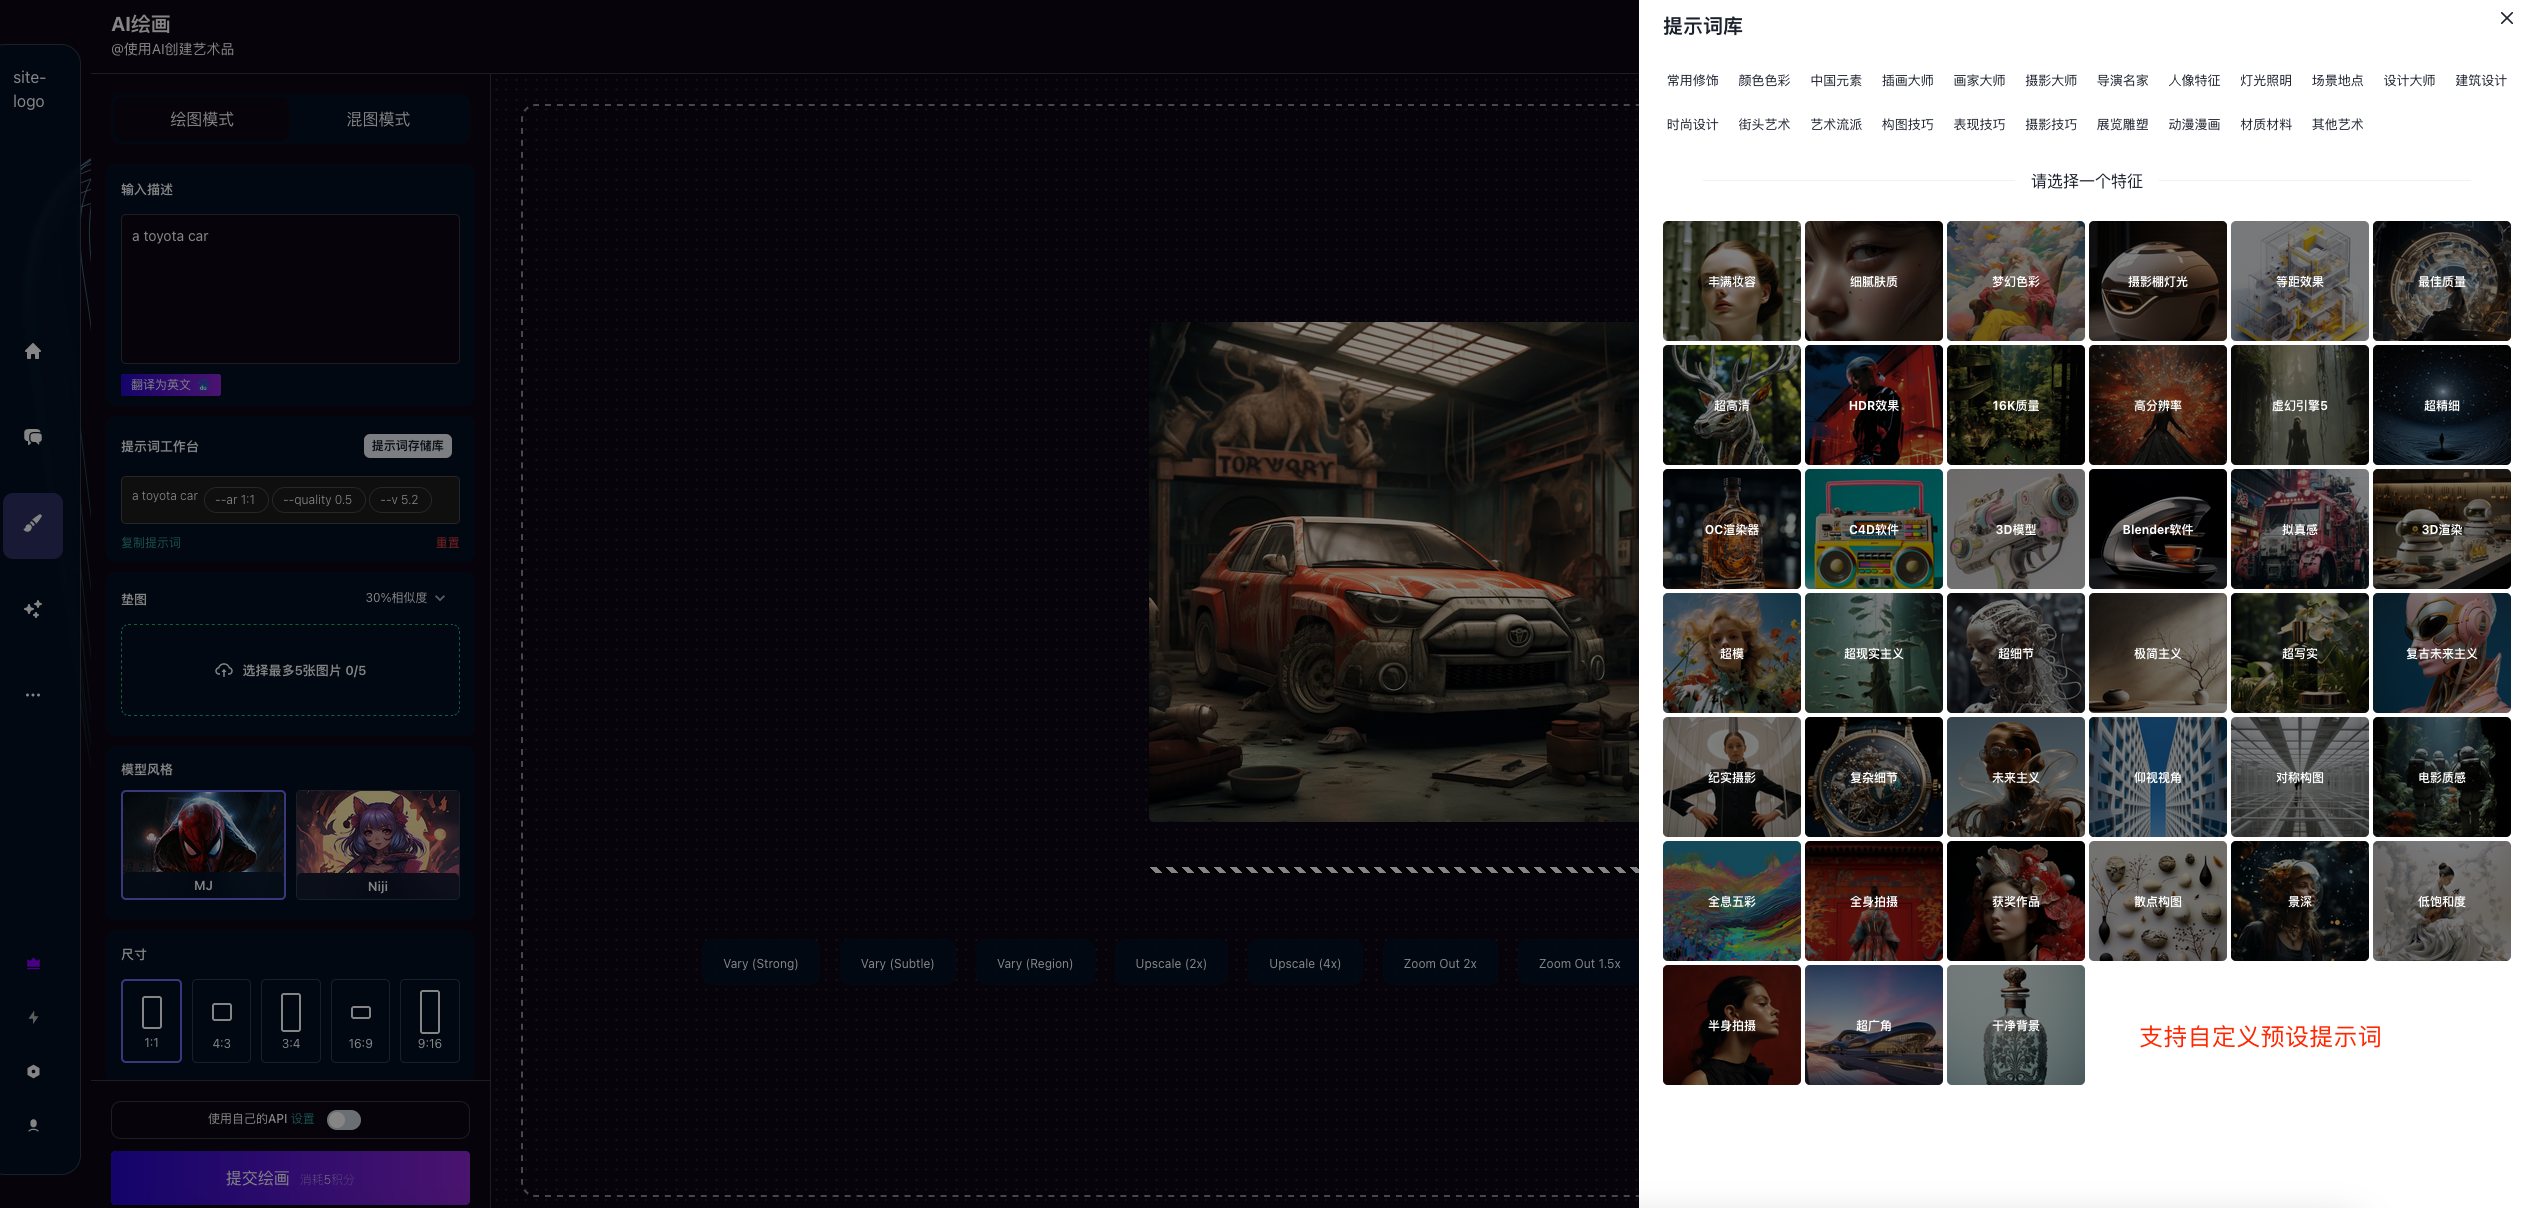 AI绘画
@使用AI创建艺术品
site-
logo
绘图模式 混图模式
输入描述
a toyota car
翻译为英文
提示词工作台 提示词存储库
a toyota car --ar 1:1 --quality 0.5 --v 5.2
复制提示词 重置
垫图 30%相似度
选择最多5张图片 0/5
模型风格
MJ Niji
尺寸
1:1 4:3 3:4 16:9 9:16
使用自己的API 设置
提交绘画 消耗5积分
Vary (Strong) Vary (Subtle) Vary (Region) Upscale (2x) Upscale (4x) Zoom Out 2x Zoom Out 1.5x
提示词库
常用修饰 颜色色彩 中国元素 插画大师 画家大师 摄影大师 导演名家 人像特征 灯光照明 场景地点 设计大师 建筑设计
时尚设计 街头艺术 艺术流派 构图技巧 表现技巧 摄影技巧 展览雕塑 动漫漫画 材质材料 其他艺术
请选择一个特征
丰满妆容 细腻肤质 梦幻色彩 摄影棚灯光 等距效果 最佳质量
超高清 HDR效果 16K质量 高分辨率 虚幻引擎5 超精细
OC渲染器 C4D软件 3D模型 Blender软件 拟真感 3D渲染
超模 超现实主义 超细节 极简主义 超写实 复古未来主义
纪实摄影 复杂细节 未来主义 仰视视角 对称构图 电影质感
全息五彩 全身拍摄 获奖作品 散点构图 景深 低饱和度
半身拍摄 超广角 干净背景
支持自定义预设提示词